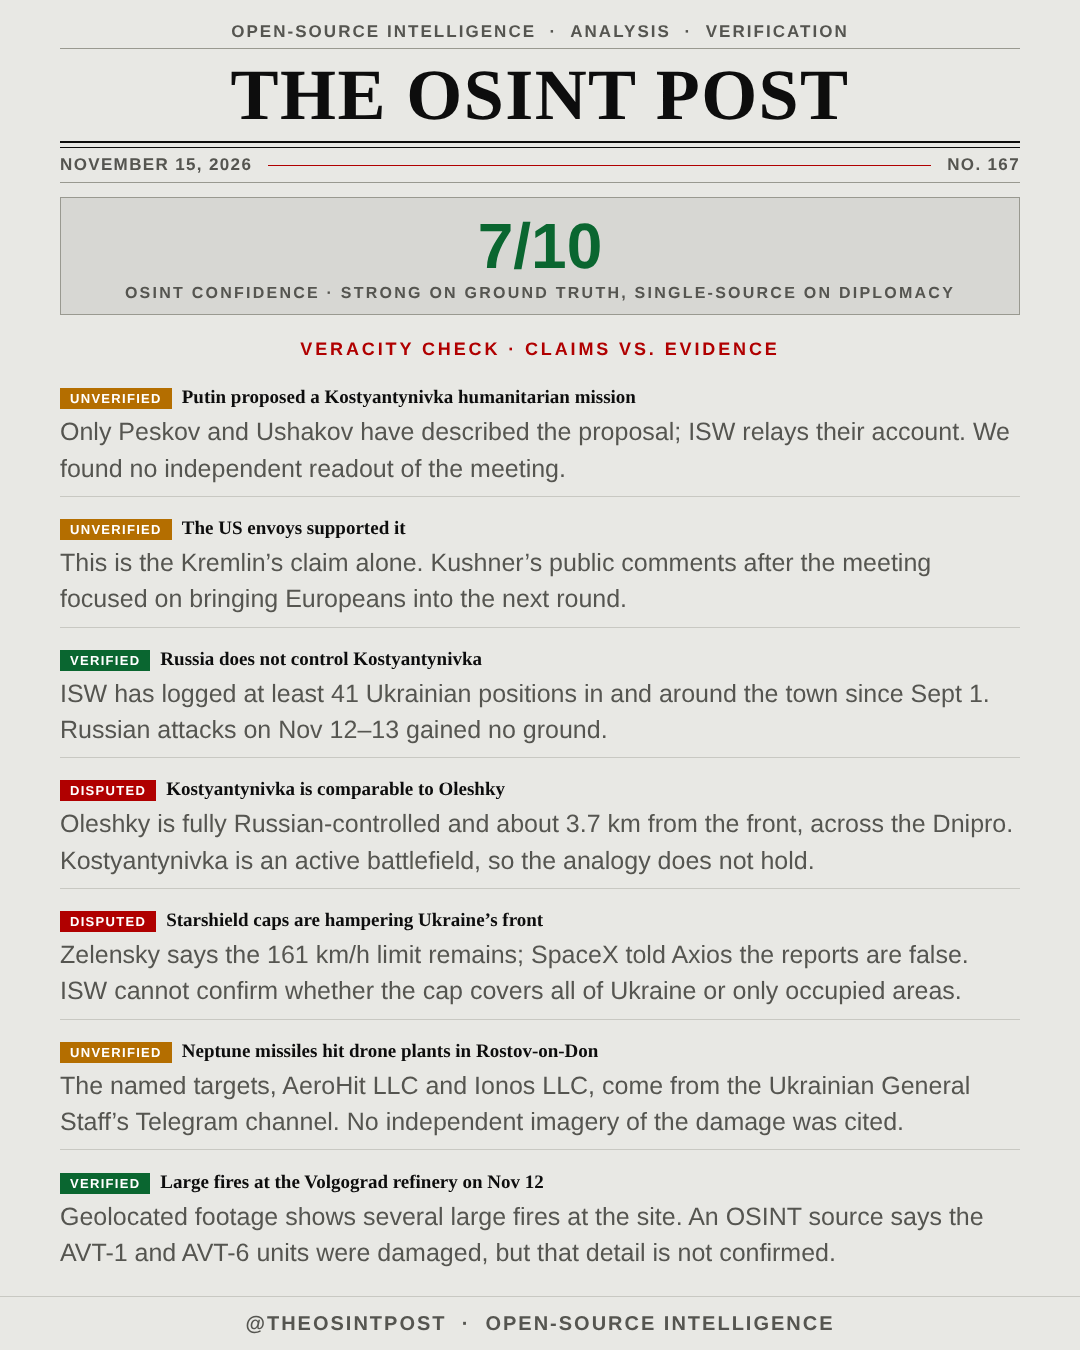 OPEN-SOURCE INTELLIGENCE · ANALYSIS · VERIFICATION
THE OSINT POST
NOVEMBER 15, 2026 NO. 167
7/10
OSINT CONFIDENCE · STRONG ON GROUND TRUTH, SINGLE-SOURCE ON DIPLOMACY
VERACITY CHECK · CLAIMS VS. EVIDENCE
UNVERIFIED Putin proposed a Kostyantynivka humanitarian mission
Only Peskov and Ushakov have described the proposal; ISW relays their account. We
found no independent readout of the meeting.
UNVERIFIED The US envoys supported it
This is the Kremlin’s claim alone. Kushner’s public comments after the meeting
focused on bringing Europeans into the next round.
VERIFIED Russia does not control Kostyantynivka
ISW has logged at least 41 Ukrainian positions in and around the town since Sept 1.
Russian attacks on Nov 12–13 gained no ground.
DISPUTED Kostyantynivka is comparable to Oleshky
Oleshky is fully Russian-controlled and about 3.7 km from the front, across the Dnipro.
Kostyantynivka is an active battlefield, so the analogy does not hold.
DISPUTED Starshield caps are hampering Ukraine’s front
Zelensky says the 161 km/h limit remains; SpaceX told Axios the reports are false.
ISW cannot confirm whether the cap covers all of Ukraine or only occupied areas.
UNVERIFIED Neptune missiles hit drone plants in Rostov-on-Don
The named targets, AeroHit LLC and Ionos LLC, come from the Ukrainian General
Staff’s Telegram channel. No independent imagery of the damage was cited.
VERIFIED Large fires at the Volgograd refinery on Nov 12
Geolocated footage shows several large fires at the site. An OSINT source says the
AVT-1 and AVT-6 units were damaged, but that detail is not confirmed.
@THEOSINTPOST · OPEN-SOURCE INTELLIGENCE